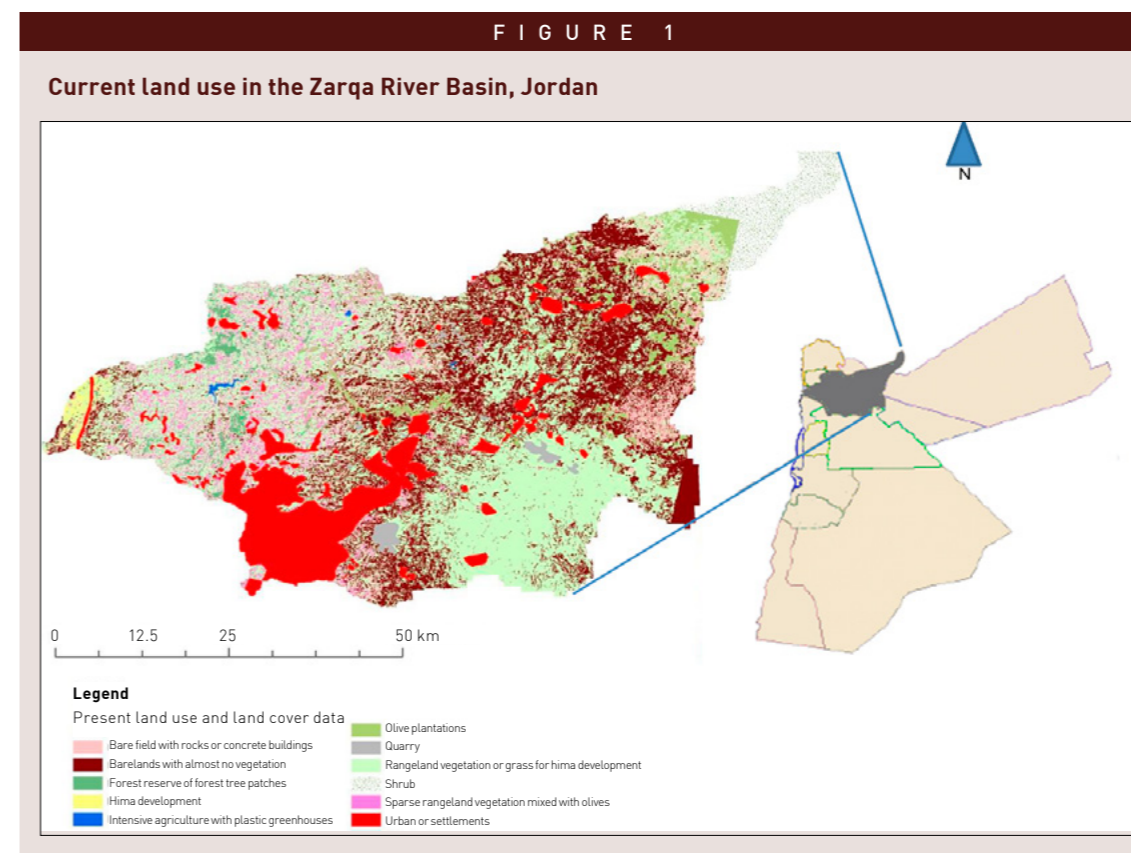 FIGURE 1
Current land use in the Zarqa River Basin, Jordan
N
0 12.5 25 50 km
Legend
Present land use and land cover data
Bare field with rocks or concrete buildings
Barelands with almost no vegetation
Forest reserve of forest tree patches
Hima development
Intensive agriculture with plastic greenhouses
Olive plantations
Quarry
Rangeland vegetation or grass for hima development
Shrub
Sparse rangeland vegetation mixed with olives
Urban or settlements